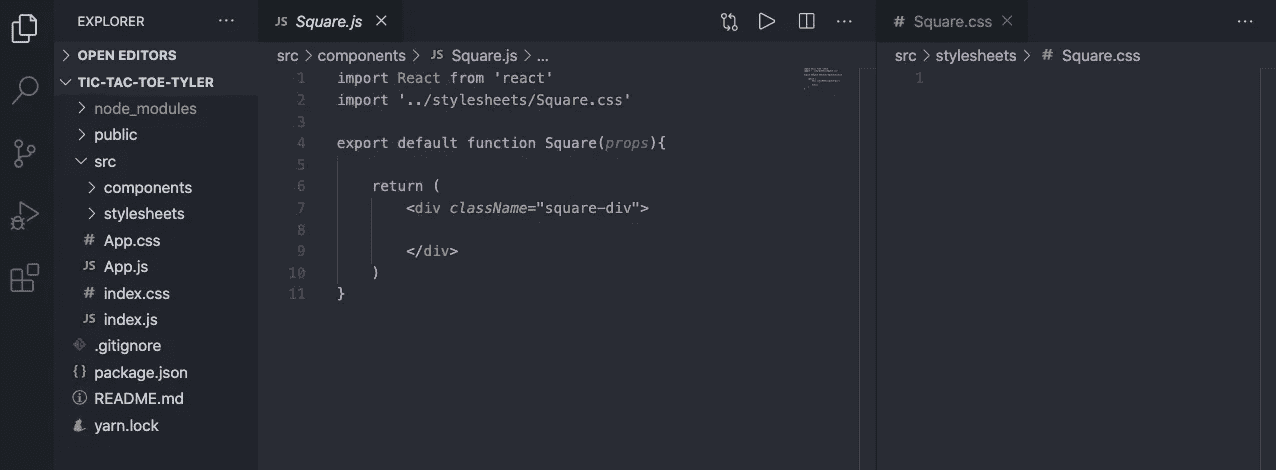 EXPLORER ...
OPEN EDITORS
TIC-TAC-TOE-TYLER
node_modules
public
src
components
stylesheets
# App.css
JS App.js
# index.css
JS index.js
.gitignore
{} package.json
README.md
yarn.lock
JS Square.js ×
...
src > components > JS Square.js > ...
1 import React from 'react'
2 import '../stylesheets/Square.css'
3
4 export default function Square(props){
5
6 return (
7 <div className="square-div">
8
9 </div>
10 )
11 }
# Square.css ×
...
src > stylesheets > # Square.css
1